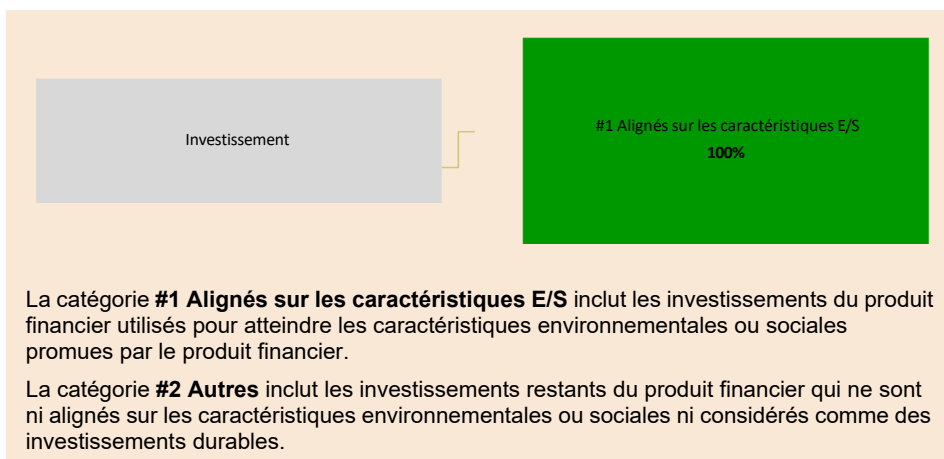 Investissement
#1 Alignés sur les caractéristiques E/S
100%
La catégorie #1 Alignés sur les caractéristiques E/S inclut les investissements du produit
financier utilisés pour atteindre les caractéristiques environnementales ou sociales
promues par le produit financier.
La catégorie #2 Autres inclut les investissements restants du produit financier qui ne sont
ni alignés sur les caractéristiques environnementales ou sociales ni considérés comme des
investissements durables.